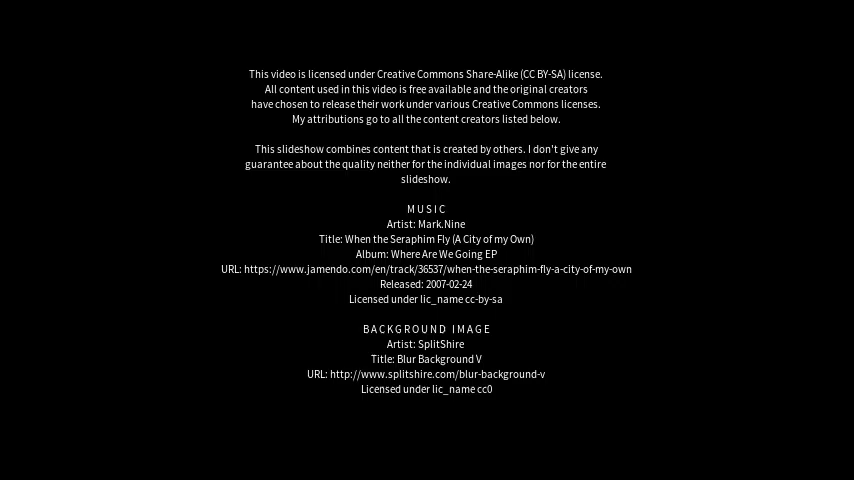 This video is licensed under Creative Commons Share-Alike (CC BY-SA) license.
All content used in this video is free available and the original creators
have chosen to release their work under various Creative Commons licenses.
My attributions go to all the content creators listed below.
This slideshow combines content that is created by others. I don't give any
guarantee about the quality neither for the individual images nor for the entire
slideshow.
MUSIC
Artist: Mark.Nine
Title: When the Seraphim Fly (A City of my Own)
Album: Where Are We Going EP
URL: https://www.jamendo.com/en/track/36537/when-the-seraphim-fly-a-city-of-my-own
Released: 2007-02-24
Licensed under lic_name cc-by-sa
BACKGROUND IMAGE
Artist: SplitShire
Title: Blur Background V
URL: http://www.splitshire.com/blur-background-v
Licensed under lic_name cc0